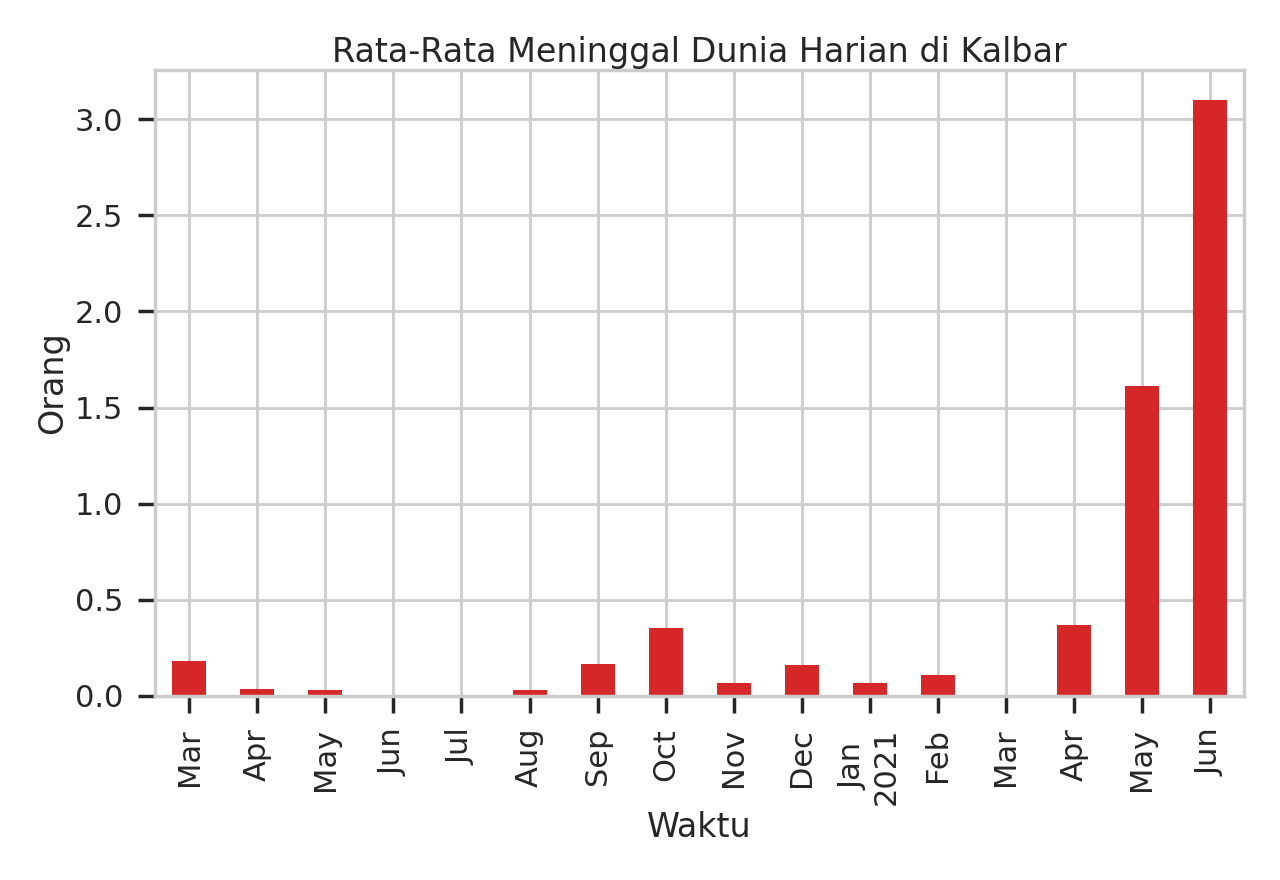 Rata-Rata Meninggal Dunia Harian di Kalbar
Orang
3.0
2.5
2.0
1.5
1.0
0.5
0.0
Mar
Apr
May
Jun
Jul
Aug
Sep
Oct
Nov
Dec
Jan
2021
Feb
Mar
Apr
May
Jun
Waktu